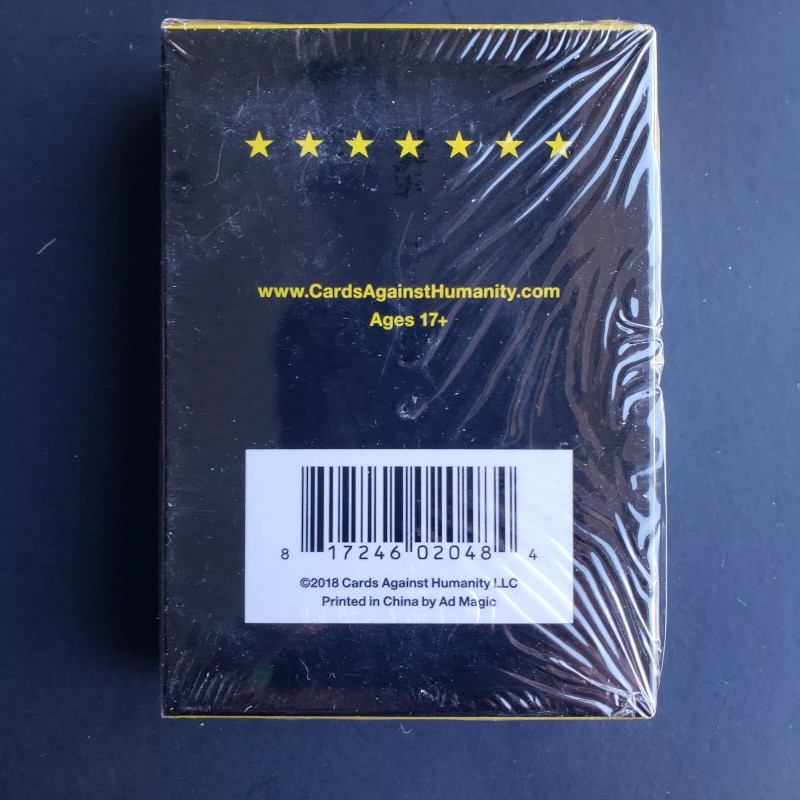 www.CardsAgainstHumanity.com
Ages 17+
8 17246 02048 4
©2018 Cards Against Humanity LLC
Printed in China by Ad Magic